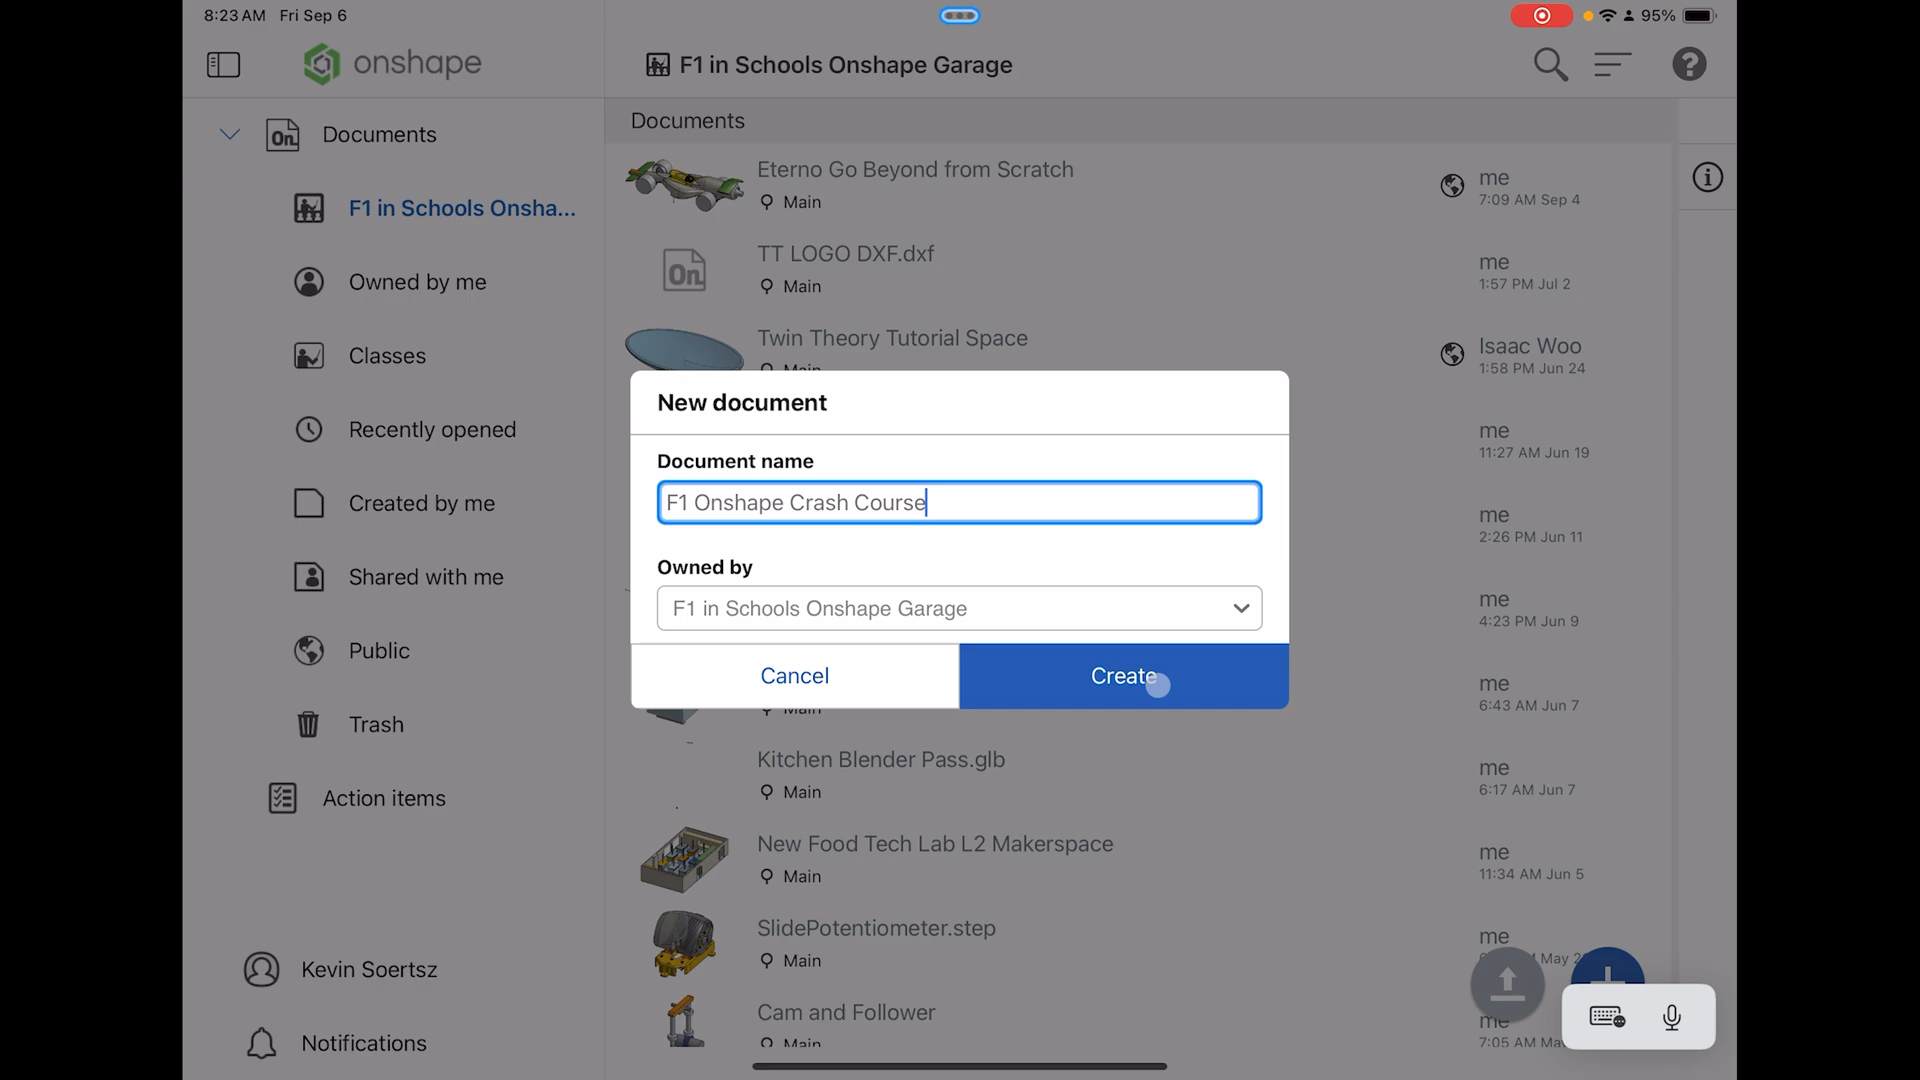 8:23 AM Fri Sep 6
95%
onshape
F1 in Schools Onshape Garage
Documents
F1 in Schools Onsha...
Owned by me
Classes
Recently opened
Created by me
Shared with me
Public
Trash
Action items
Kevin Soertsz
Notifications
Documents
Eterno Go Beyond from Scratch
Main
me
7:09 AM Sep 4
TT LOGO DXF.dxf
Main
me
1:57 PM Jul 2
Twin Theory Tutorial Space
Main
Isaac Woo
1:58 PM Jun 24
me
11:27 AM Jun 19
me
2:26 PM Jun 11
me
4:23 PM Jun 9
me
6:43 AM Jun 7
New document
Document name
F1 Onshape Crash Course
Owned by
F1 in Schools Onshape Garage
Cancel
Create
Main
Kitchen Blender Pass.glb
Main
me
6:17 AM Jun 7
New Food Tech Lab L2 Makerspace
Main
me
11:34 AM Jun 5
SlidePotentiometer.step
Main
me
May
Cam and Follower
Main
me
7:05 AM